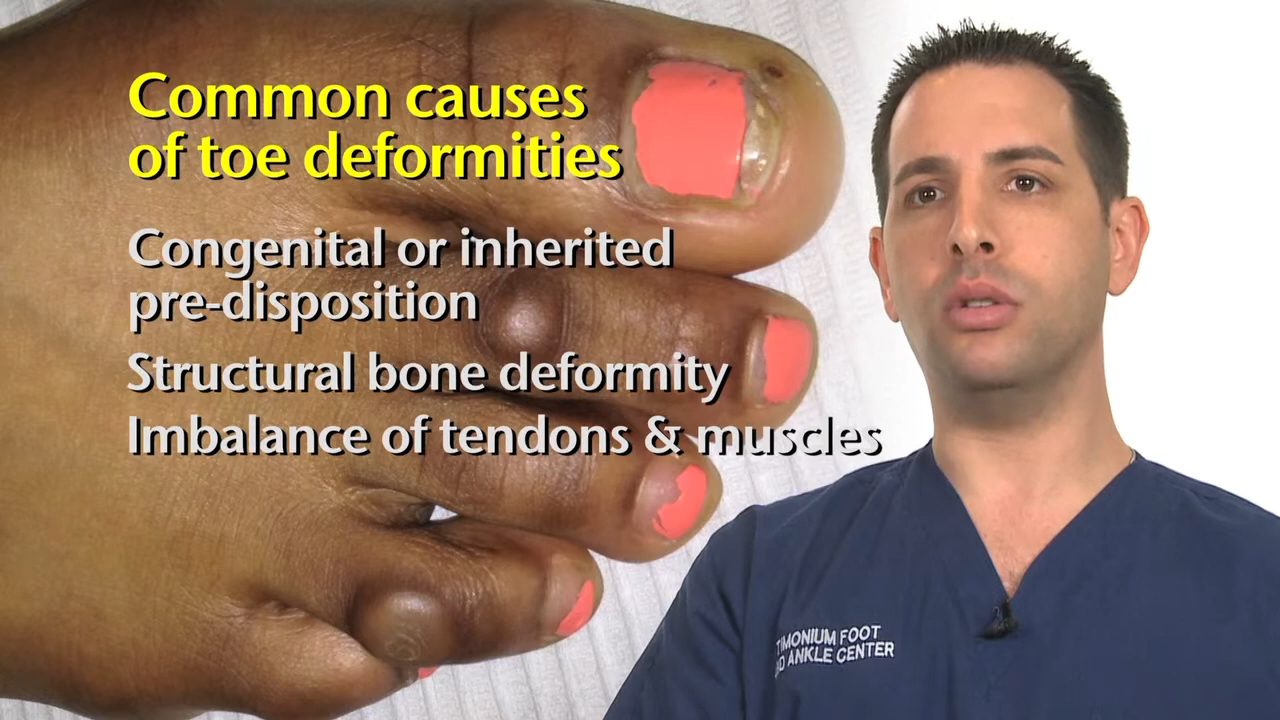 Common causes
of toe deformities
Congenital or inherited
pre-disposition
Structural bone deformity
Imbalance of tendons & muscles
TIMONIUM FOOT
ANKLE CENTER